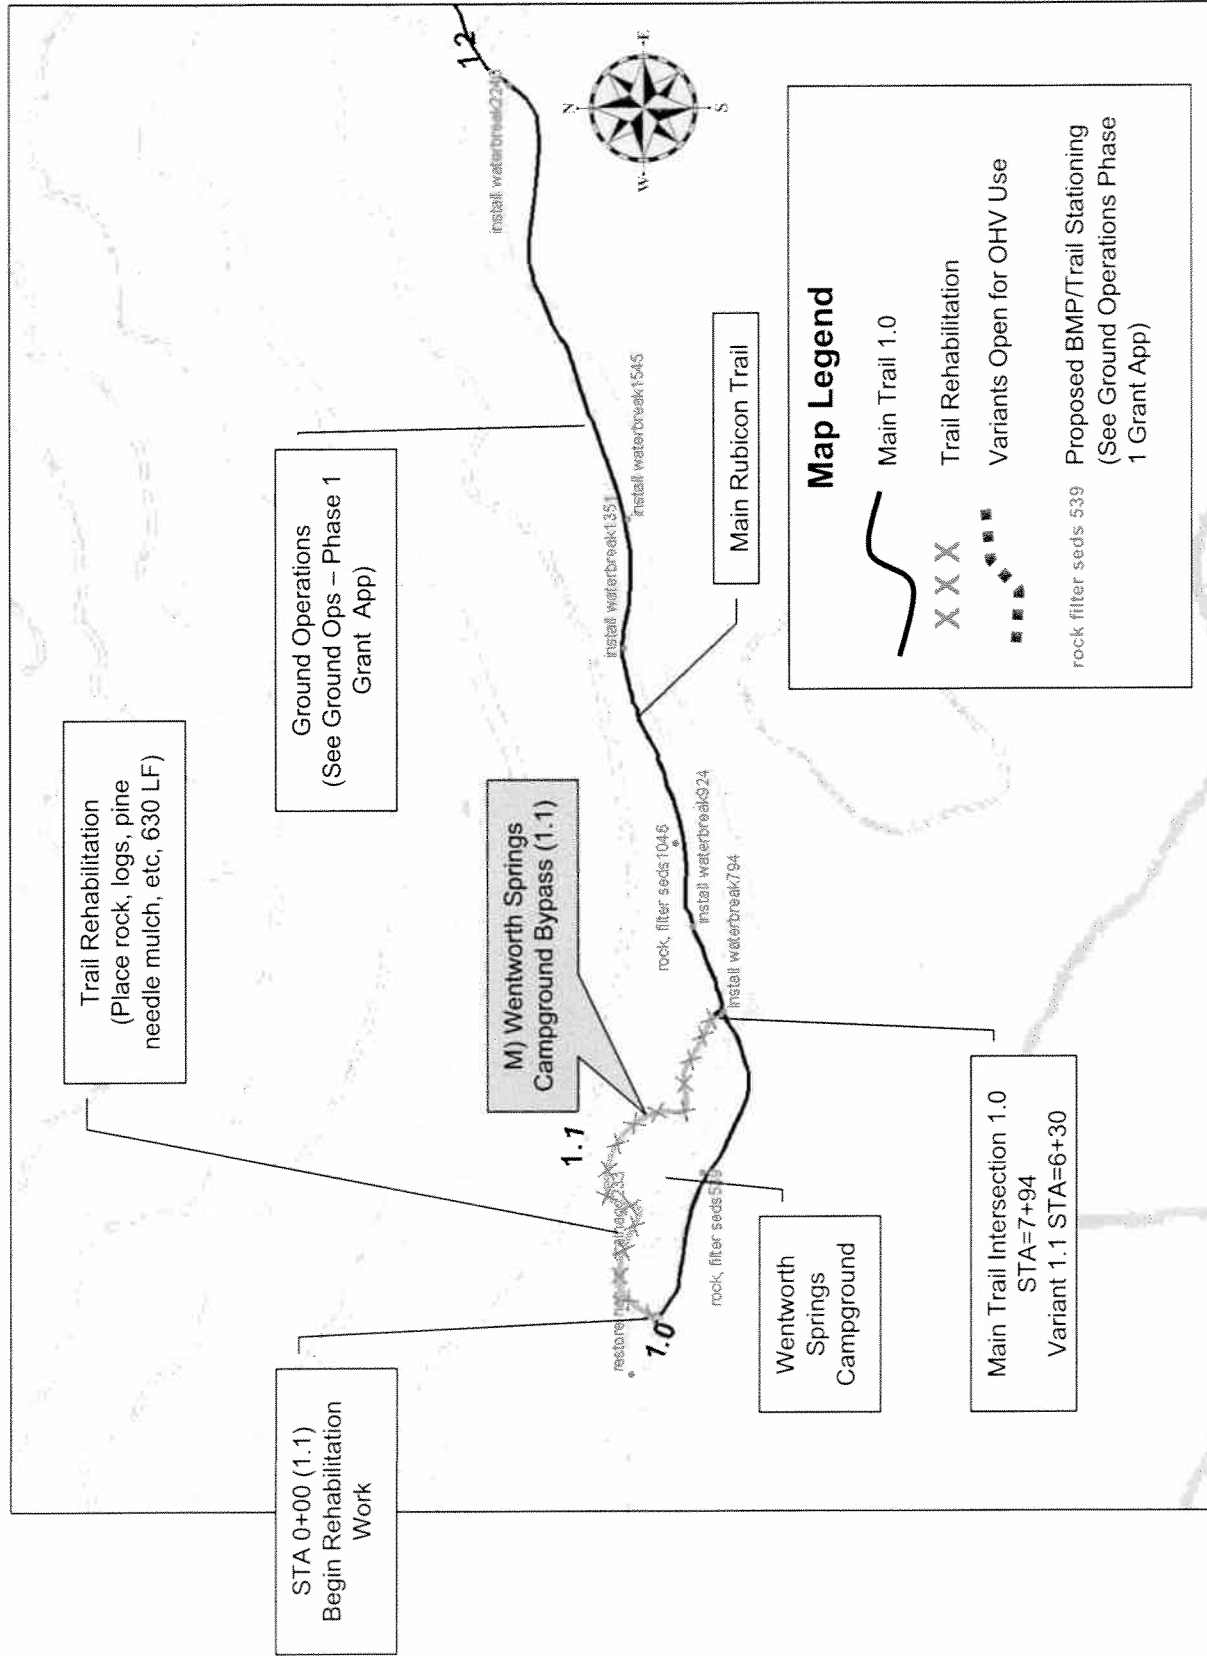 Trail Rehabilitation
(Place rock, logs, pine
needle mulch, etc, 630 LF)
STA 0+00 (1.1)
Begin Rehabilitation
Work
Ground Operations
(See Ground Ops – Phase 1
Grant App)
M) Wentworth Springs
Campground Bypass (1.1)
1.2
install waterbreak
1.1
1.0
install waterbreak1351
install waterbreak1545
rock, filter seds1046
install waterbreak924
install waterbreak794
rock, filter seds
Main Rubicon Trail
Wentworth
Springs
Campground
Main Trail Intersection 1.0
STA=7+94
Variant 1.1 STA=6+30
N
E
S
W
Map Legend
Main Trail 1.0
X X X Trail Rehabilitation
Variants Open for OHV Use
rock filter seds 539 Proposed BMP/Trail Stationing
(See Ground Operations Phase
1 Grant App)